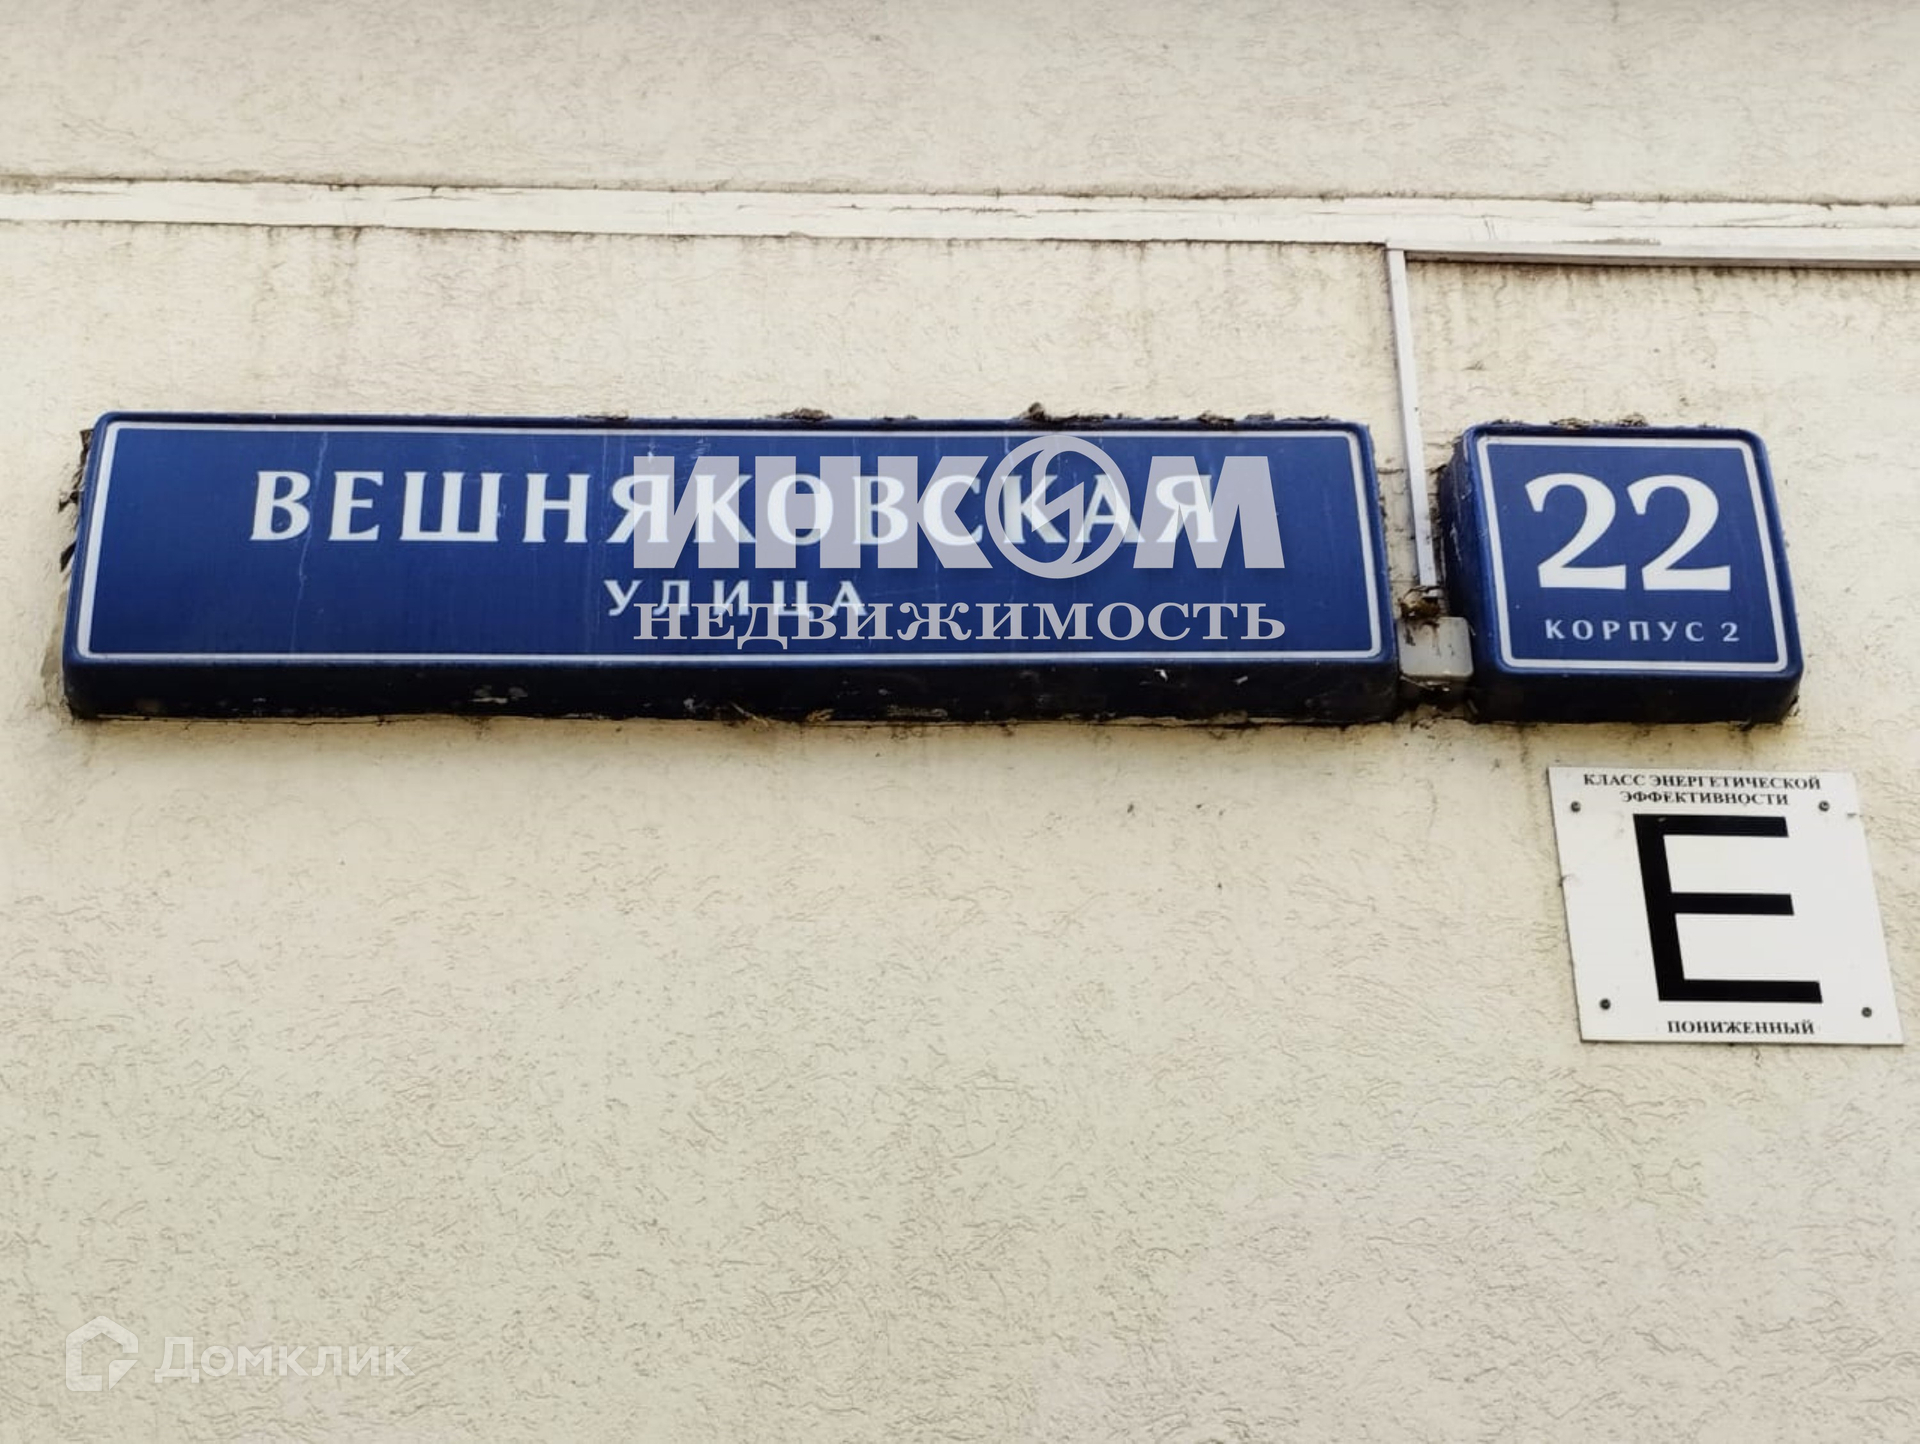 ВЕШНЯКОВСКАЯ
УЛИЦА
ИНКОМ
НЕДВИЖИМОСТЬ
22
КОРПУС 2
КЛАСС ЭНЕРГЕТИЧЕСКОЙ
ЭФФЕКТИВНОСТИ
Е
ПОНИЖЕННЫЙ
Домклик